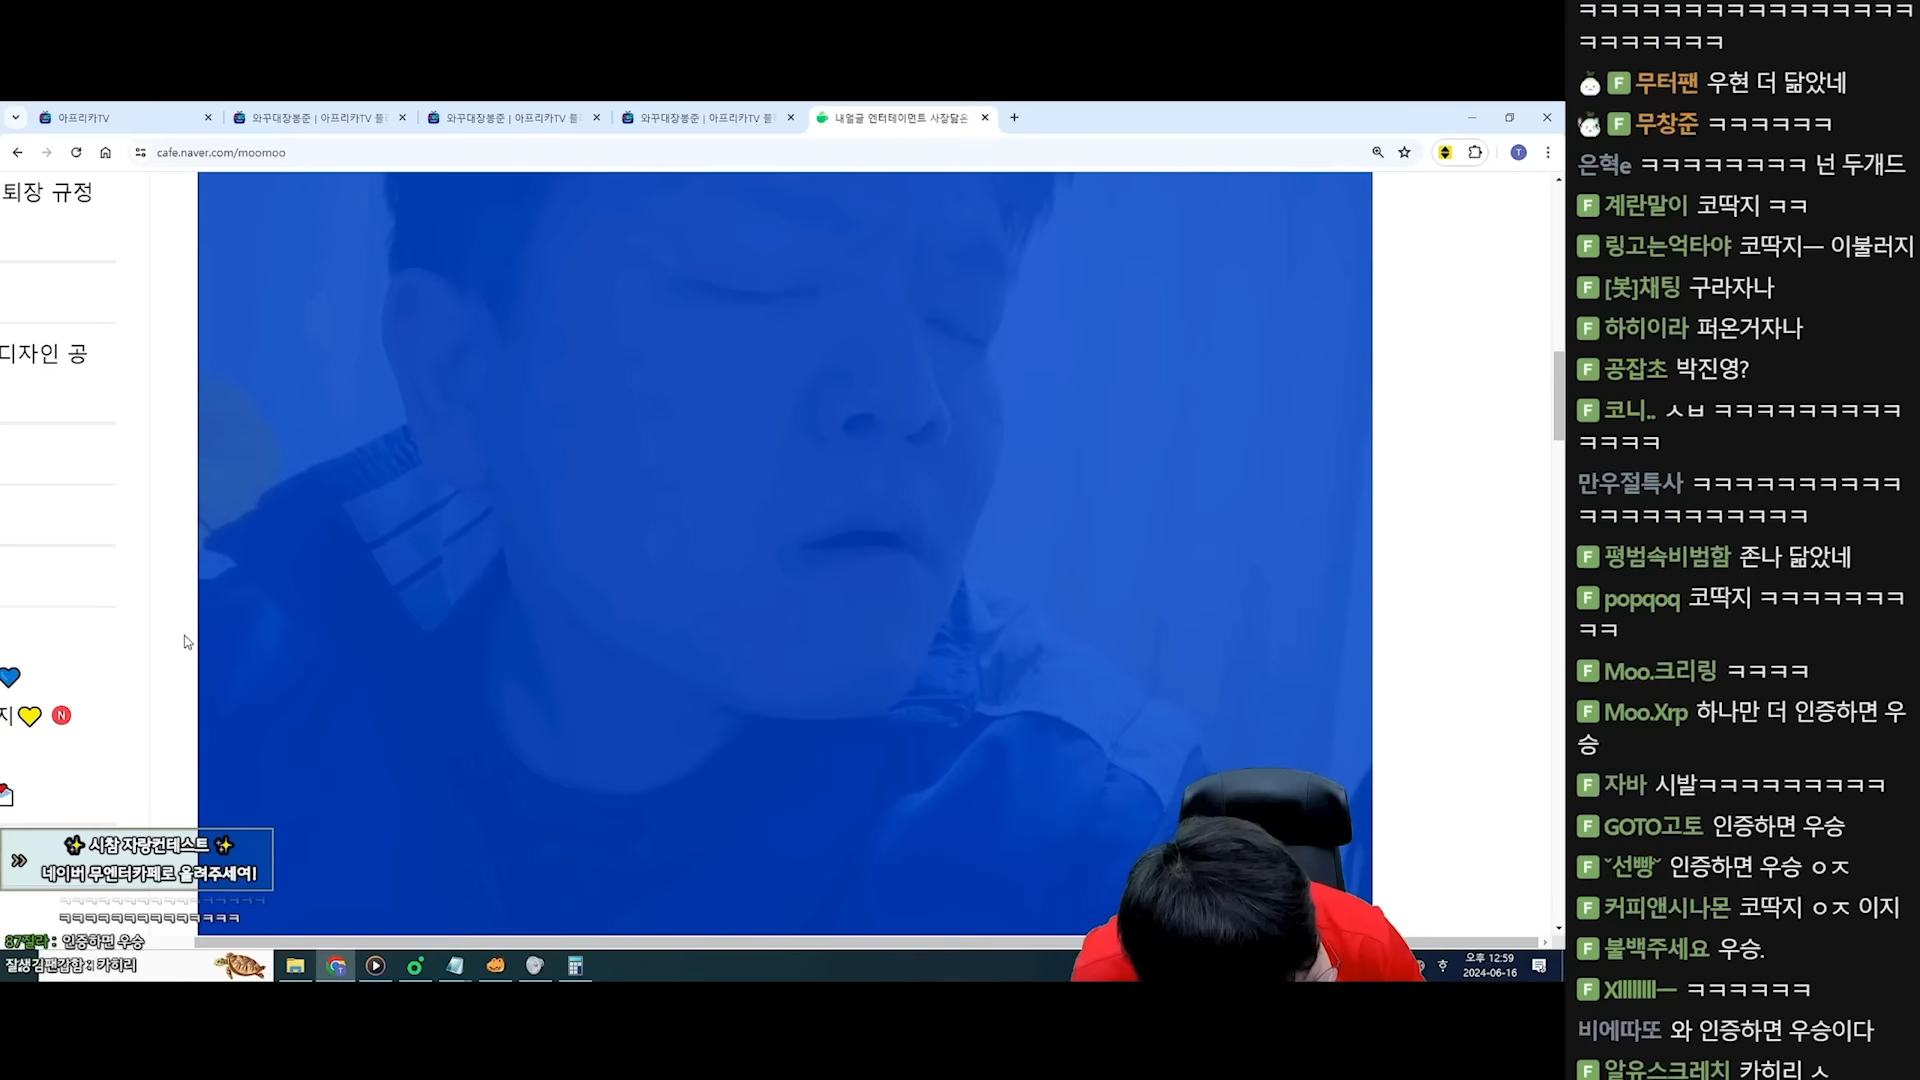 아프리카TV
와꾸대장봉준 | 아프리카TV 플
와꾸대장봉준 | 아프리카TV 플
와꾸대장봉준 | 아프리카TV 플
내얼굴 엔터테이먼트 사장닮은
cafe.naver.com/moomoo
T
퇴장 규정
디자인 공
지💛 N
✨ 시참 자랑컨테스트 ✨
네이버 무엔터카페로 올려주세여!
ㅋㅋㅋㅋㅋㅋㅋㅋㅋㅋㅋㅋㅋㅋㅋㅋ
ㅋㅋㅋㅋㅋㅋㅋㅋㅋㅋㅋㅋㅋㅋ
87절라 : 인중하면 우승
잘생김팬갑함 : 카히리
오후 12:59
2024-06-16
ㅋㅋㅋㅋㅋㅋㅋㅋㅋㅋㅋㅋㅋㅋㅋㅋ
ㅋㅋㅋㅋㅋㅋㅋ
F 무터팬 우현 더 닮았네
F 무창준 ㅋㅋㅋㅋㅋㅋ
은혁e ㅋㅋㅋㅋㅋㅋㅋㅋ 넌 두개드
F 계란말이 코딱지 ㅋㅋ
F 링고는억타야 코딱지ㅡ 이불러지
F [봇]채팅 구라자나
F 하히이라 퍼온거자나
F 공잡초 박진영?
F 코니.. ㅅㅂ ㅋㅋㅋㅋㅋㅋㅋㅋㅋ
ㅋㅋㅋㅋ
만우절특사 ㅋㅋㅋㅋㅋㅋㅋㅋㅋㅋ
ㅋㅋㅋㅋㅋㅋㅋㅋㅋㅋㅋ
F 평범속비범함 존나 닮았네
F popqoq 코딱지 ㅋㅋㅋㅋㅋㅋㅋ
ㅋㅋ
F Moo.크리링 ㅋㅋㅋㅋ
F Moo.Xrp 하나만 더 인증하면 우
승
F 자바 시발ㅋㅋㅋㅋㅋㅋㅋㅋㅋ
F GOTO고토 인증하면 우승
F ˘선빵˘ 인증하면 우승 ㅇㅈ
F 커피앤시나몬 코딱지 ㅇㅈ 이지
F 불백주세요 우승.
F Xllllllllㅡ ㅋㅋㅋㅋㅋㅋ
비에따또 와 인증하면 우승이다
F 알유스크레치 카히리 ㅅ